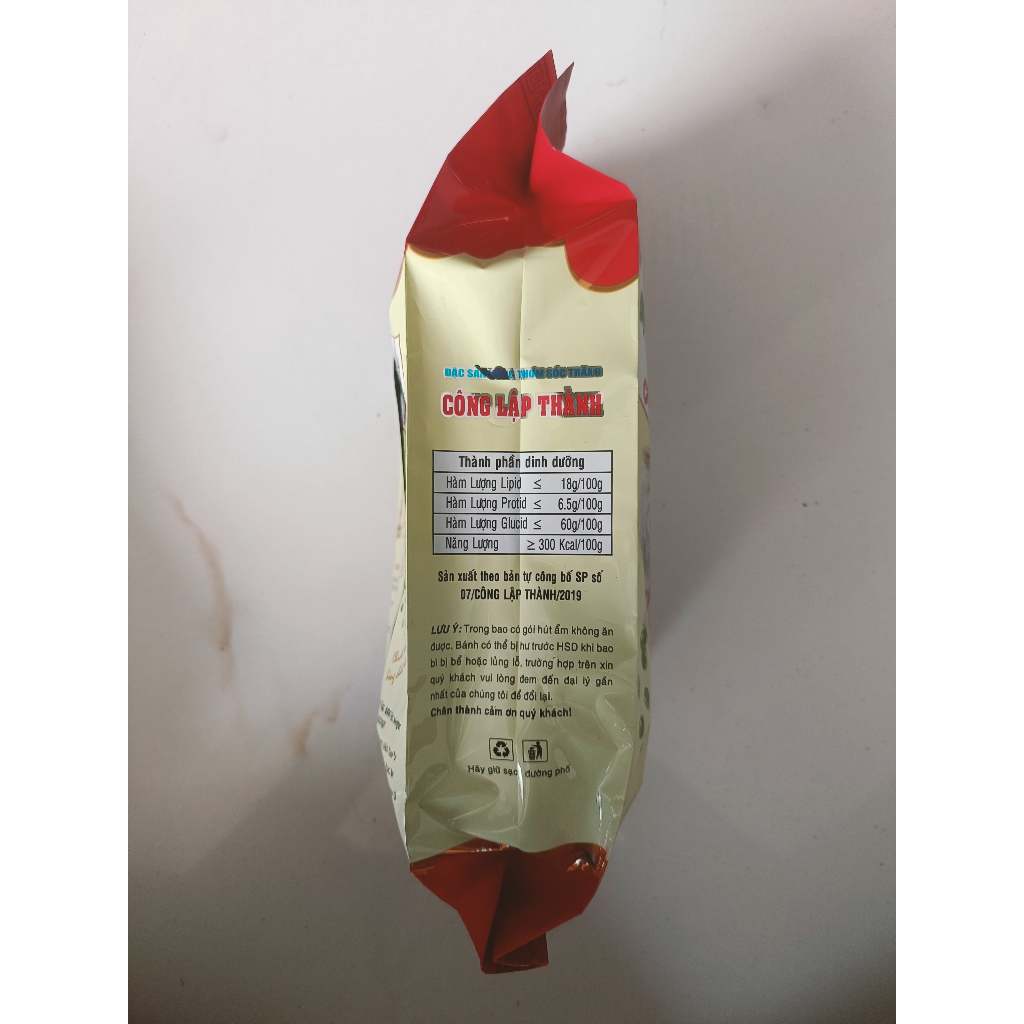 ĐẶC SẢN THƠM SÓC TRĂNG
CÔNG LẬP THÀNH
Thành phần dinh dưỡng
Hàm Lượng Lipid ≤ 18g/100g
Hàm Lượng Protid ≤ 6.5g/100g
Hàm Lượng Glucid ≤ 60g/100g
Năng Lượng ≥ 300 Kcal/100g
Sản xuất theo bản tự công bố SP số
07/CÔNG LẬP THÀNH/2019
LƯU Ý: Trong bao có gói hút ẩm không ăn
được. Bánh có thể bị hư trước HSD khi bao
bì bị bể hoặc lủng lỗ, trường hợp trên xin
quý khách vui lòng đem đến đại lý gần
nhất của chúng tôi để đổi lại.
Chân thành cảm ơn quý khách!
Hãy giữ sạch đường phố